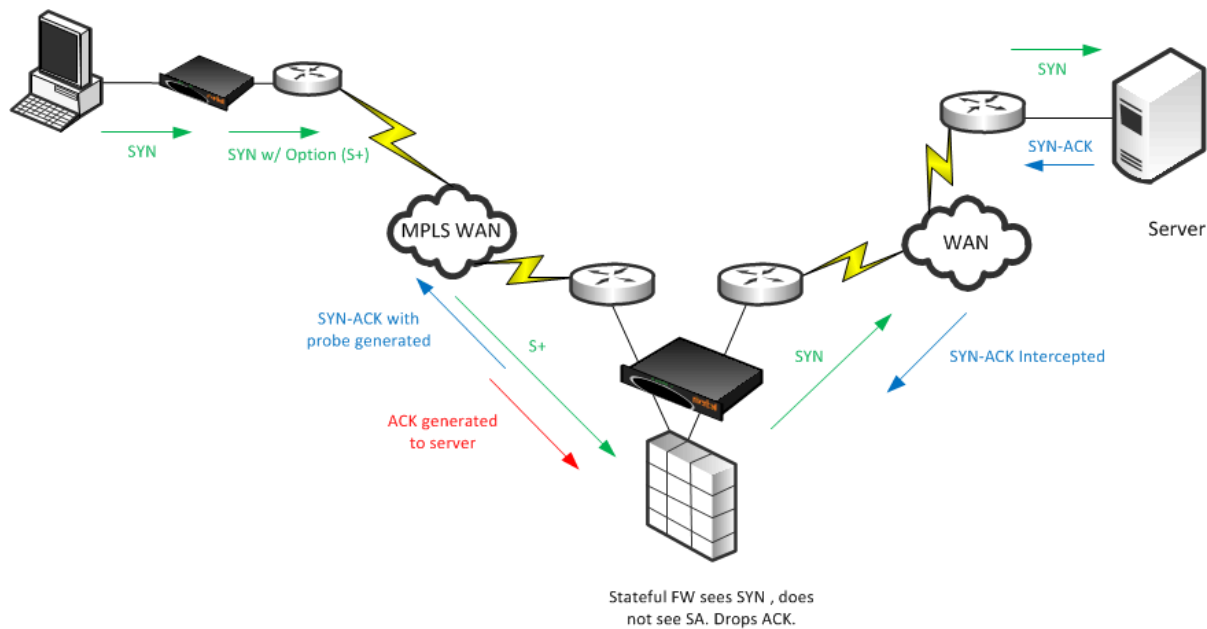 SYN
SYN w/ Option (S+)
SYN
SYN-ACK
Server
MPLS WAN
WAN
SYN-ACK with
probe generated
S+
SYN
SYN-ACK Intercepted
ACK generated
to server
Stateful FW sees SYN , does
not see SA. Drops ACK.